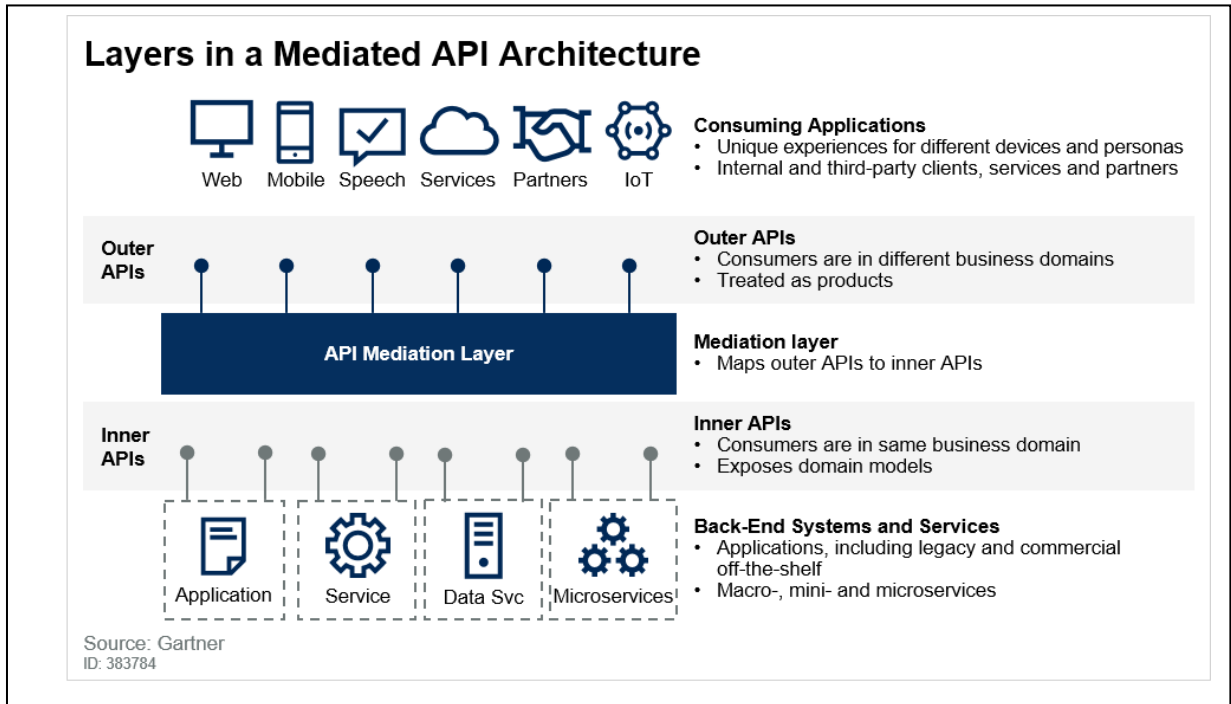 Layers in a Mediated API Architecture
Web Mobile Speech Services Partners IoT
Consuming Applications
• Unique experiences for different devices and personas
• Internal and third-party clients, services and partners
Outer
APIs
Outer APIs
• Consumers are in different business domains
• Treated as products
API Mediation Layer
Mediation layer
• Maps outer APIs to inner APIs
Inner
APIs
Inner APIs
• Consumers are in same business domain
• Exposes domain models
Application Service Data Svc Microservices
Back-End Systems and Services
• Applications, including legacy and commercial
off-the-shelf
• Macro-, mini- and microservices
Source: Gartner
ID: 383784